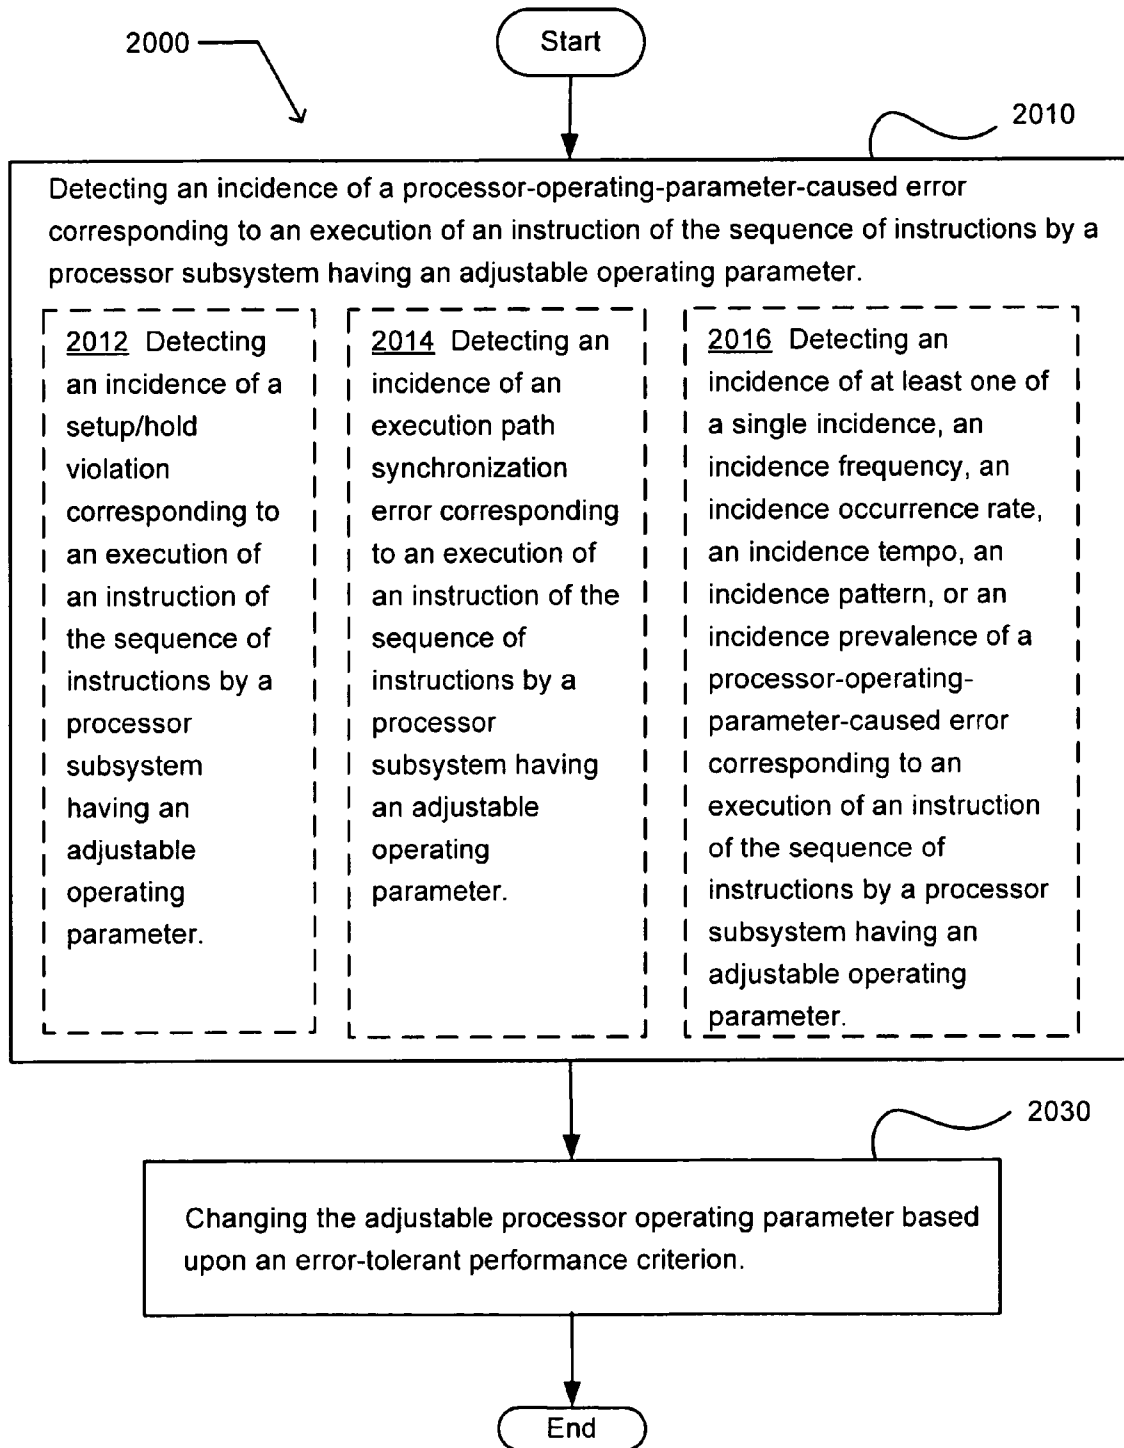 2000
Start
2010
Detecting an incidence of a processor-operating-parameter-caused error
corresponding to an execution of an instruction of the sequence of instructions by a
processor subsystem having an adjustable operating parameter.
2012 Detecting
an incidence of a
setup/hold
violation
corresponding to
an execution of
an instruction of
the sequence of
instructions by a
processor
subsystem
having an
adjustable
operating
parameter.
2014 Detecting an
incidence of an
execution path
synchronization
error corresponding
to an execution of
an instruction of the
sequence of
instructions by a
processor
subsystem having
an adjustable
operating
parameter.
2016 Detecting an
incidence of at least one of
a single incidence, an
incidence frequency, an
incidence occurrence rate,
an incidence tempo, an
incidence pattern, or an
incidence prevalence of a
processor-operating-
parameter-caused error
corresponding to an
execution of an instruction
of the sequence of
instructions by a processor
subsystem having an
adjustable operating
parameter.
2030
Changing the adjustable processor operating parameter based
upon an error-tolerant performance criterion.
End